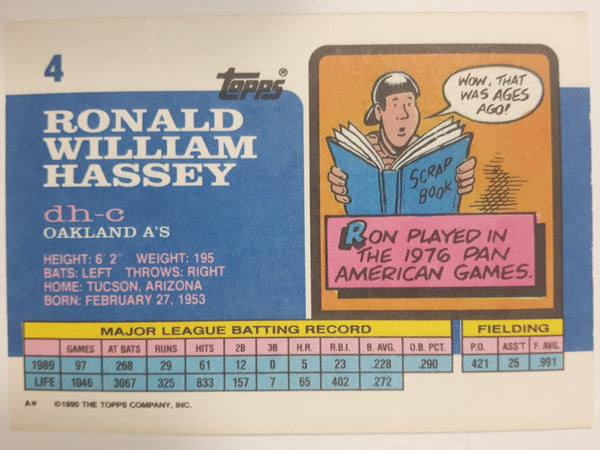 4
Topps®
RONALD
WILLIAM
HASSEY
dh-c
OAKLAND A'S
HEIGHT: 6' 2" WEIGHT: 195
BATS: LEFT THROWS: RIGHT
HOME: TUCSON, ARIZONA
BORN: FEBRUARY 27, 1953
WOW, THAT
WAS AGES
AGO!
SCRAP
BOOK
RON PLAYED IN
THE 1976 PAN
AMERICAN GAMES.
MAJOR LEAGUE BATTING RECORD FIELDING
GAMES AT BATS RUNS HITS 2B 3B H.R. R.B.I. B. AVG. O.B. PCT. P.O. ASS'T F. AVG.
1989 97 268 29 61 12 0 5 23 .228 .290 421 25 .991
LIFE 1046 3067 325 833 157 7 65 402 .272
A* ©1990 THE TOPPS COMPANY, INC.